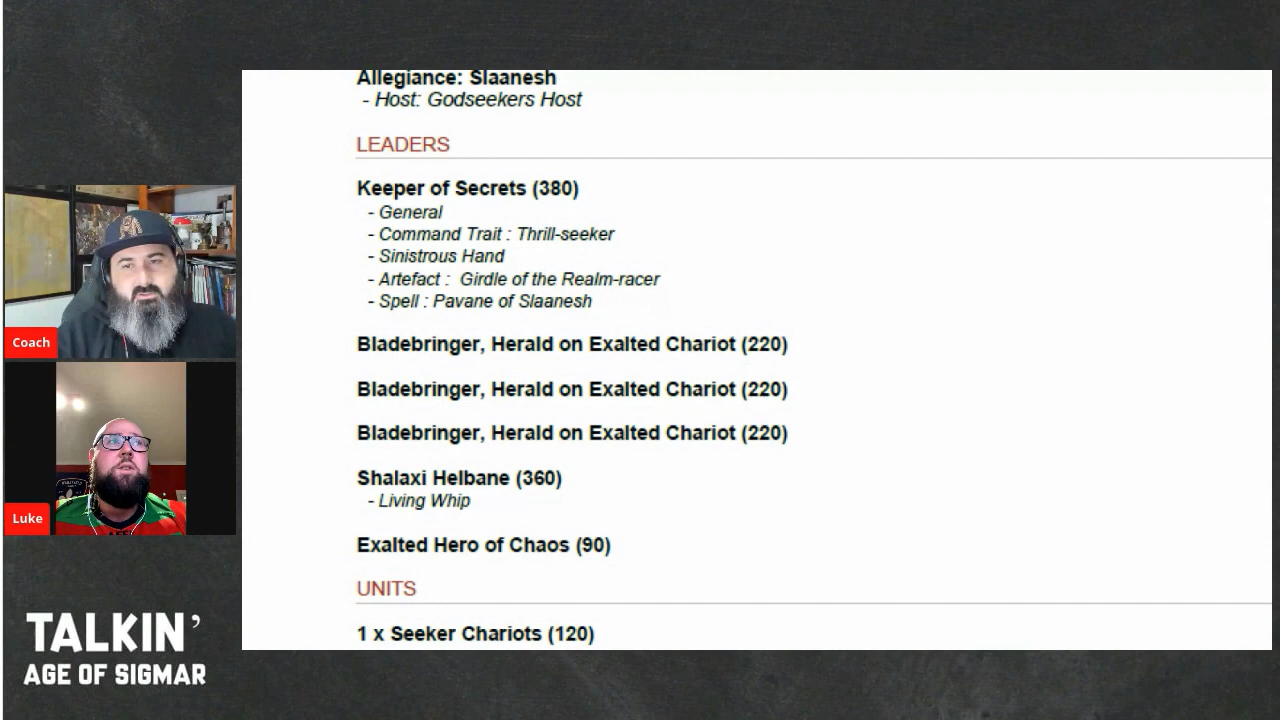 Allegiance: Slaanesh
- Host: Godseekers Host
LEADERS
Keeper of Secrets (380)
- General
- Command Trait : Thrill-seeker
- Sinistrous Hand
- Artefact : Girdle of the Realm-racer
- Spell : Pavane of Slaanesh
Bladebringer, Herald on Exalted Chariot (220)
Bladebringer, Herald on Exalted Chariot (220)
Bladebringer, Herald on Exalted Chariot (220)
Shalaxi Helbane (360)
- Living Whip
Exalted Hero of Chaos (90)
UNITS
1 x Seeker Chariots (120)
Coach
Luke
TALKIN'
AGE OF SIGMAR